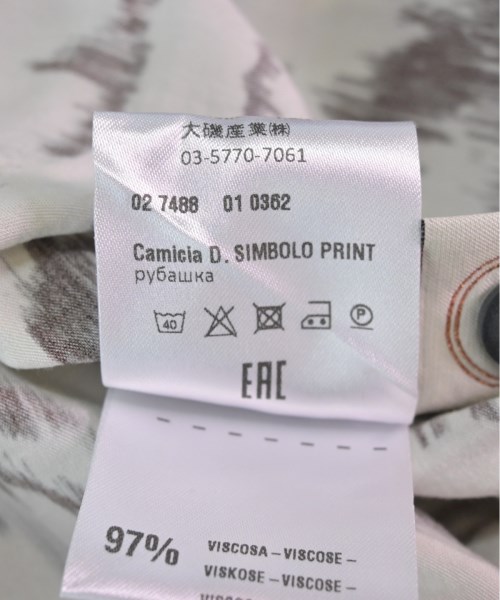 大磯産業㈱
03-5770-7061
02 7488 01 0362
Camicia D. SIMBOLO PRINT
рубашка
40 P
EAC
97% VISCOSA – VISCOSE –
VISKOSE – VISCOSE –